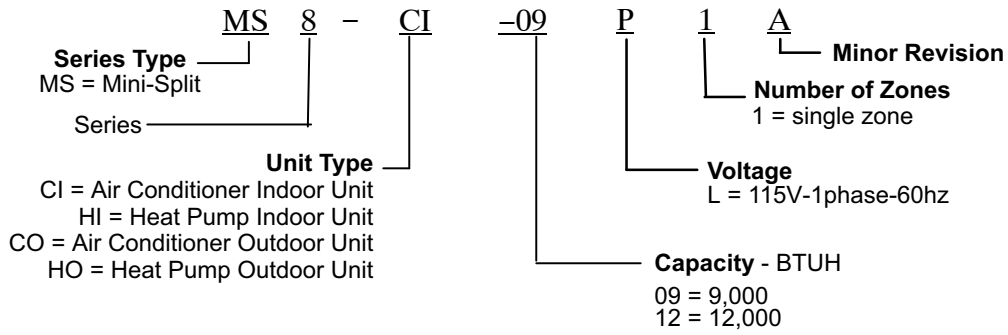 MS 8 - CI -09 P 1 A
Series Type
MS = Mini-Split
Series
Unit Type
CI = Air Conditioner Indoor Unit
HI = Heat Pump Indoor Unit
CO = Air Conditioner Outdoor Unit
HO = Heat Pump Outdoor Unit
Minor Revision
Number of Zones
1 = single zone
Voltage
L = 115V-1phase-60hz
Capacity - BTUH
09 = 9,000
12 = 12,000